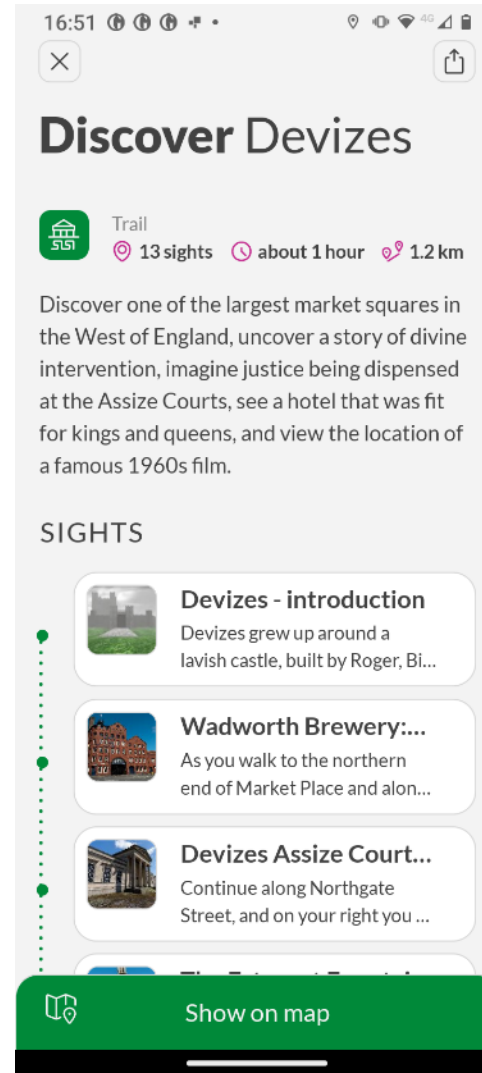 16:51
4G
Discover Devizes
Trail
13 sights about 1 hour 1.2 km
Discover one of the largest market squares in
the West of England, uncover a story of divine
intervention, imagine justice being dispensed
at the Assize Courts, see a hotel that was fit
for kings and queens, and view the location of
a famous 1960s film.
SIGHTS
Devizes - introduction
Devizes grew up around a
lavish castle, built by Roger, Bi...
Wadworth Brewery:...
As you walk to the northern
end of Market Place and alon...
Devizes Assize Court...
Continue along Northgate
Street, and on your right you ...
Show on map